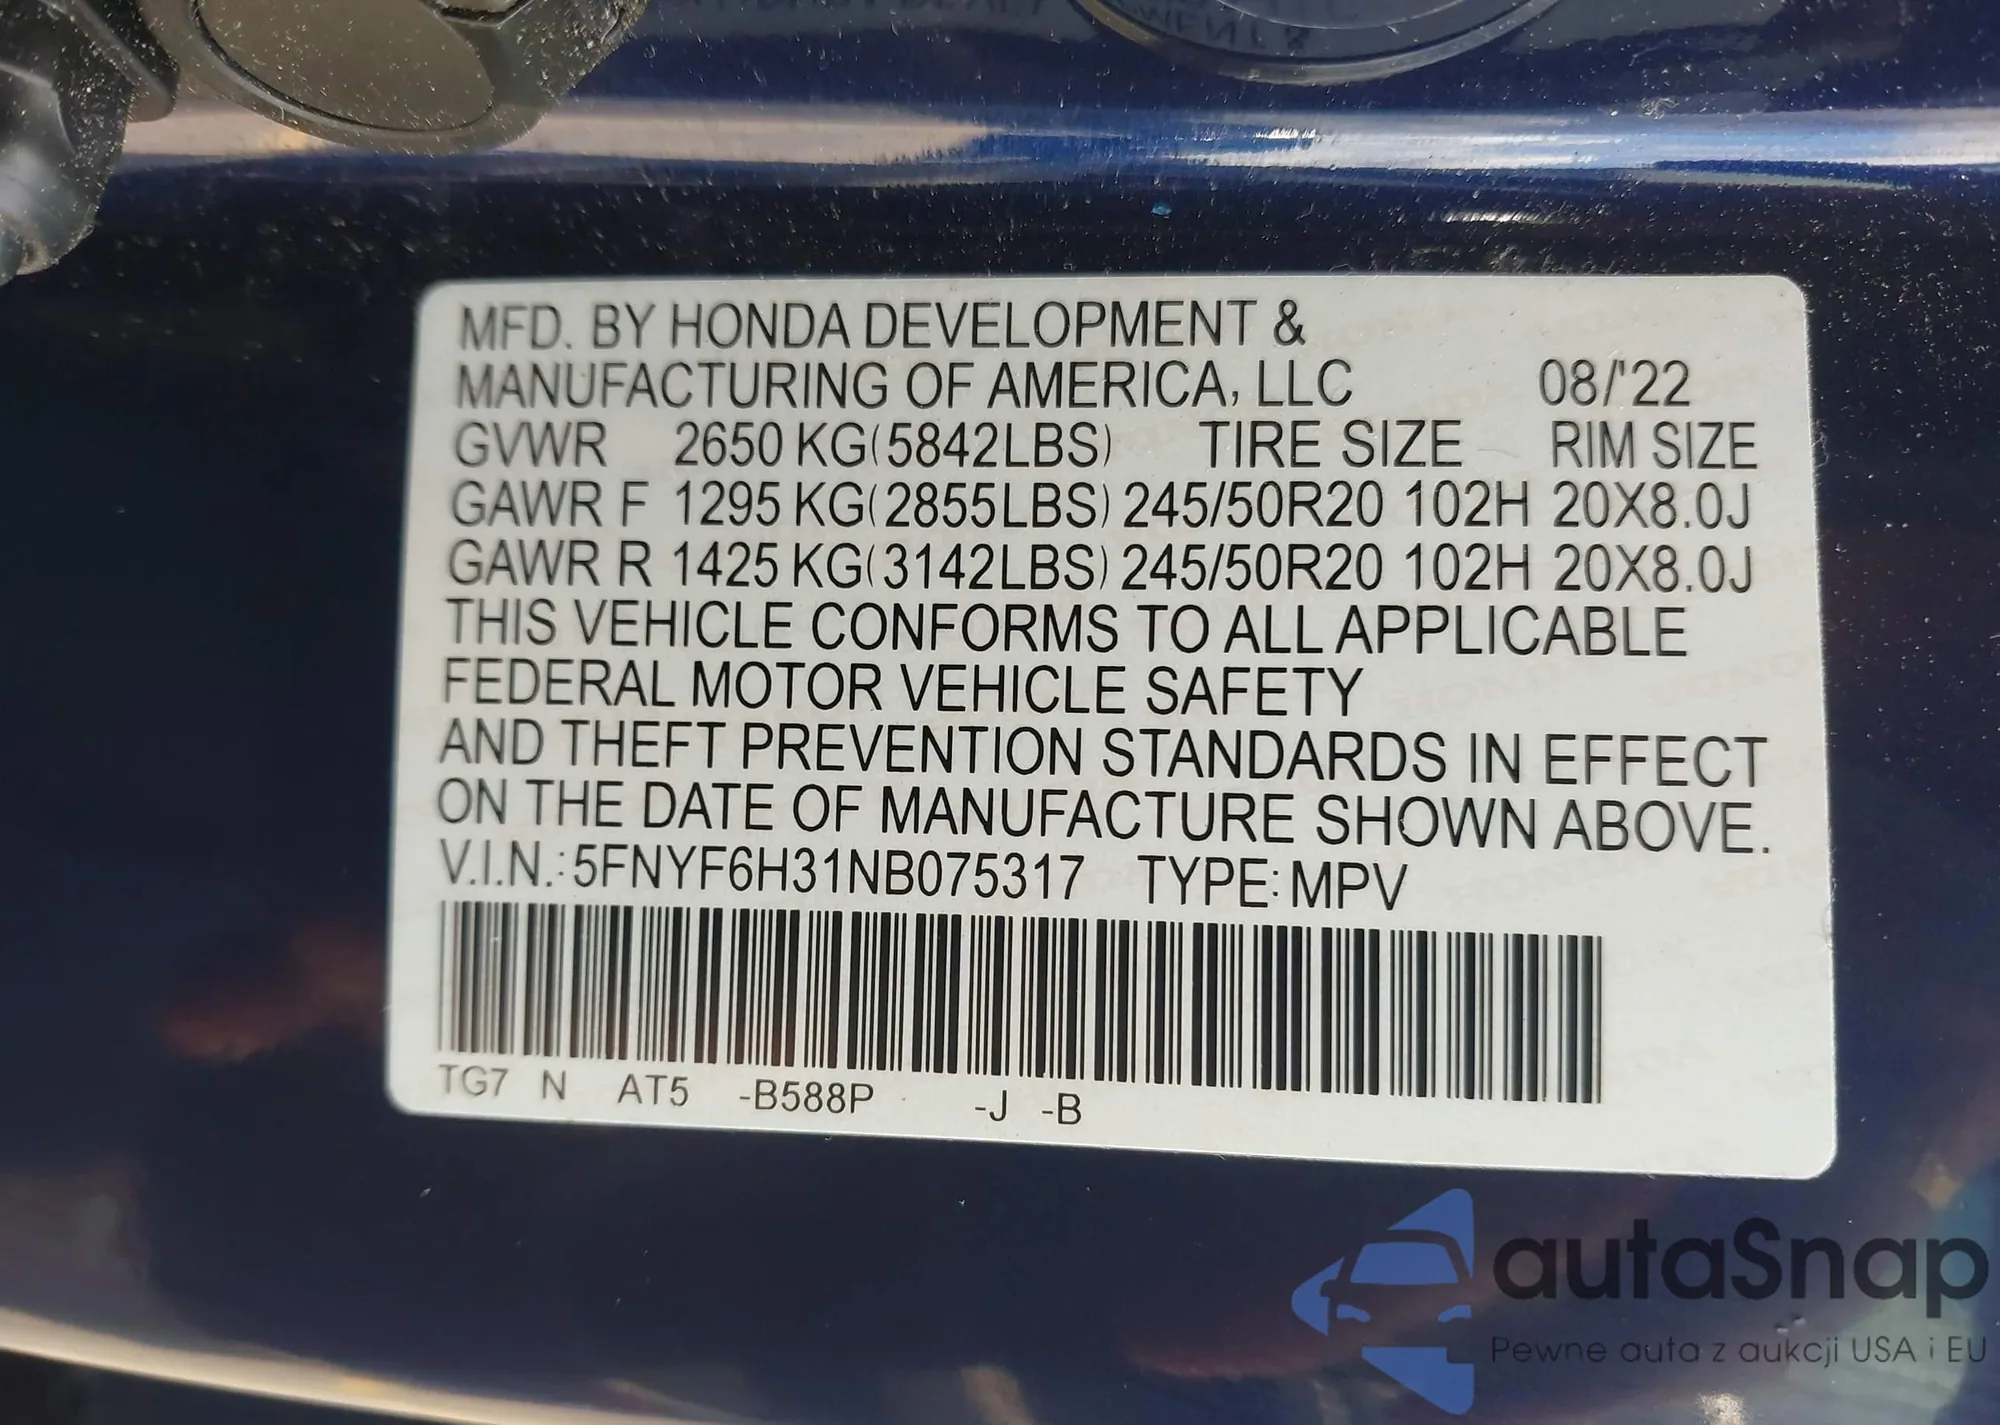 MFD. BY HONDA DEVELOPMENT &
MANUFACTURING OF AMERICA, LLC 08/'22
GVWR 2650 KG(5842LBS) TIRE SIZE RIM SIZE
GAWR F 1295 KG(2855LBS) 245/50R20 102H 20X8.0J
GAWR R 1425 KG(3142LBS) 245/50R20 102H 20X8.0J
THIS VEHICLE CONFORMS TO ALL APPLICABLE
FEDERAL MOTOR VEHICLE SAFETY
AND THEFT PREVENTION STANDARDS IN EFFECT
ON THE DATE OF MANUFACTURE SHOWN ABOVE.
V.I.N.: 5FNYF6H31NB075317 TYPE: MPV
TG7 N AT5 -B588P -J -B
autaSnap
Pewne auta z aukcji USA i EU